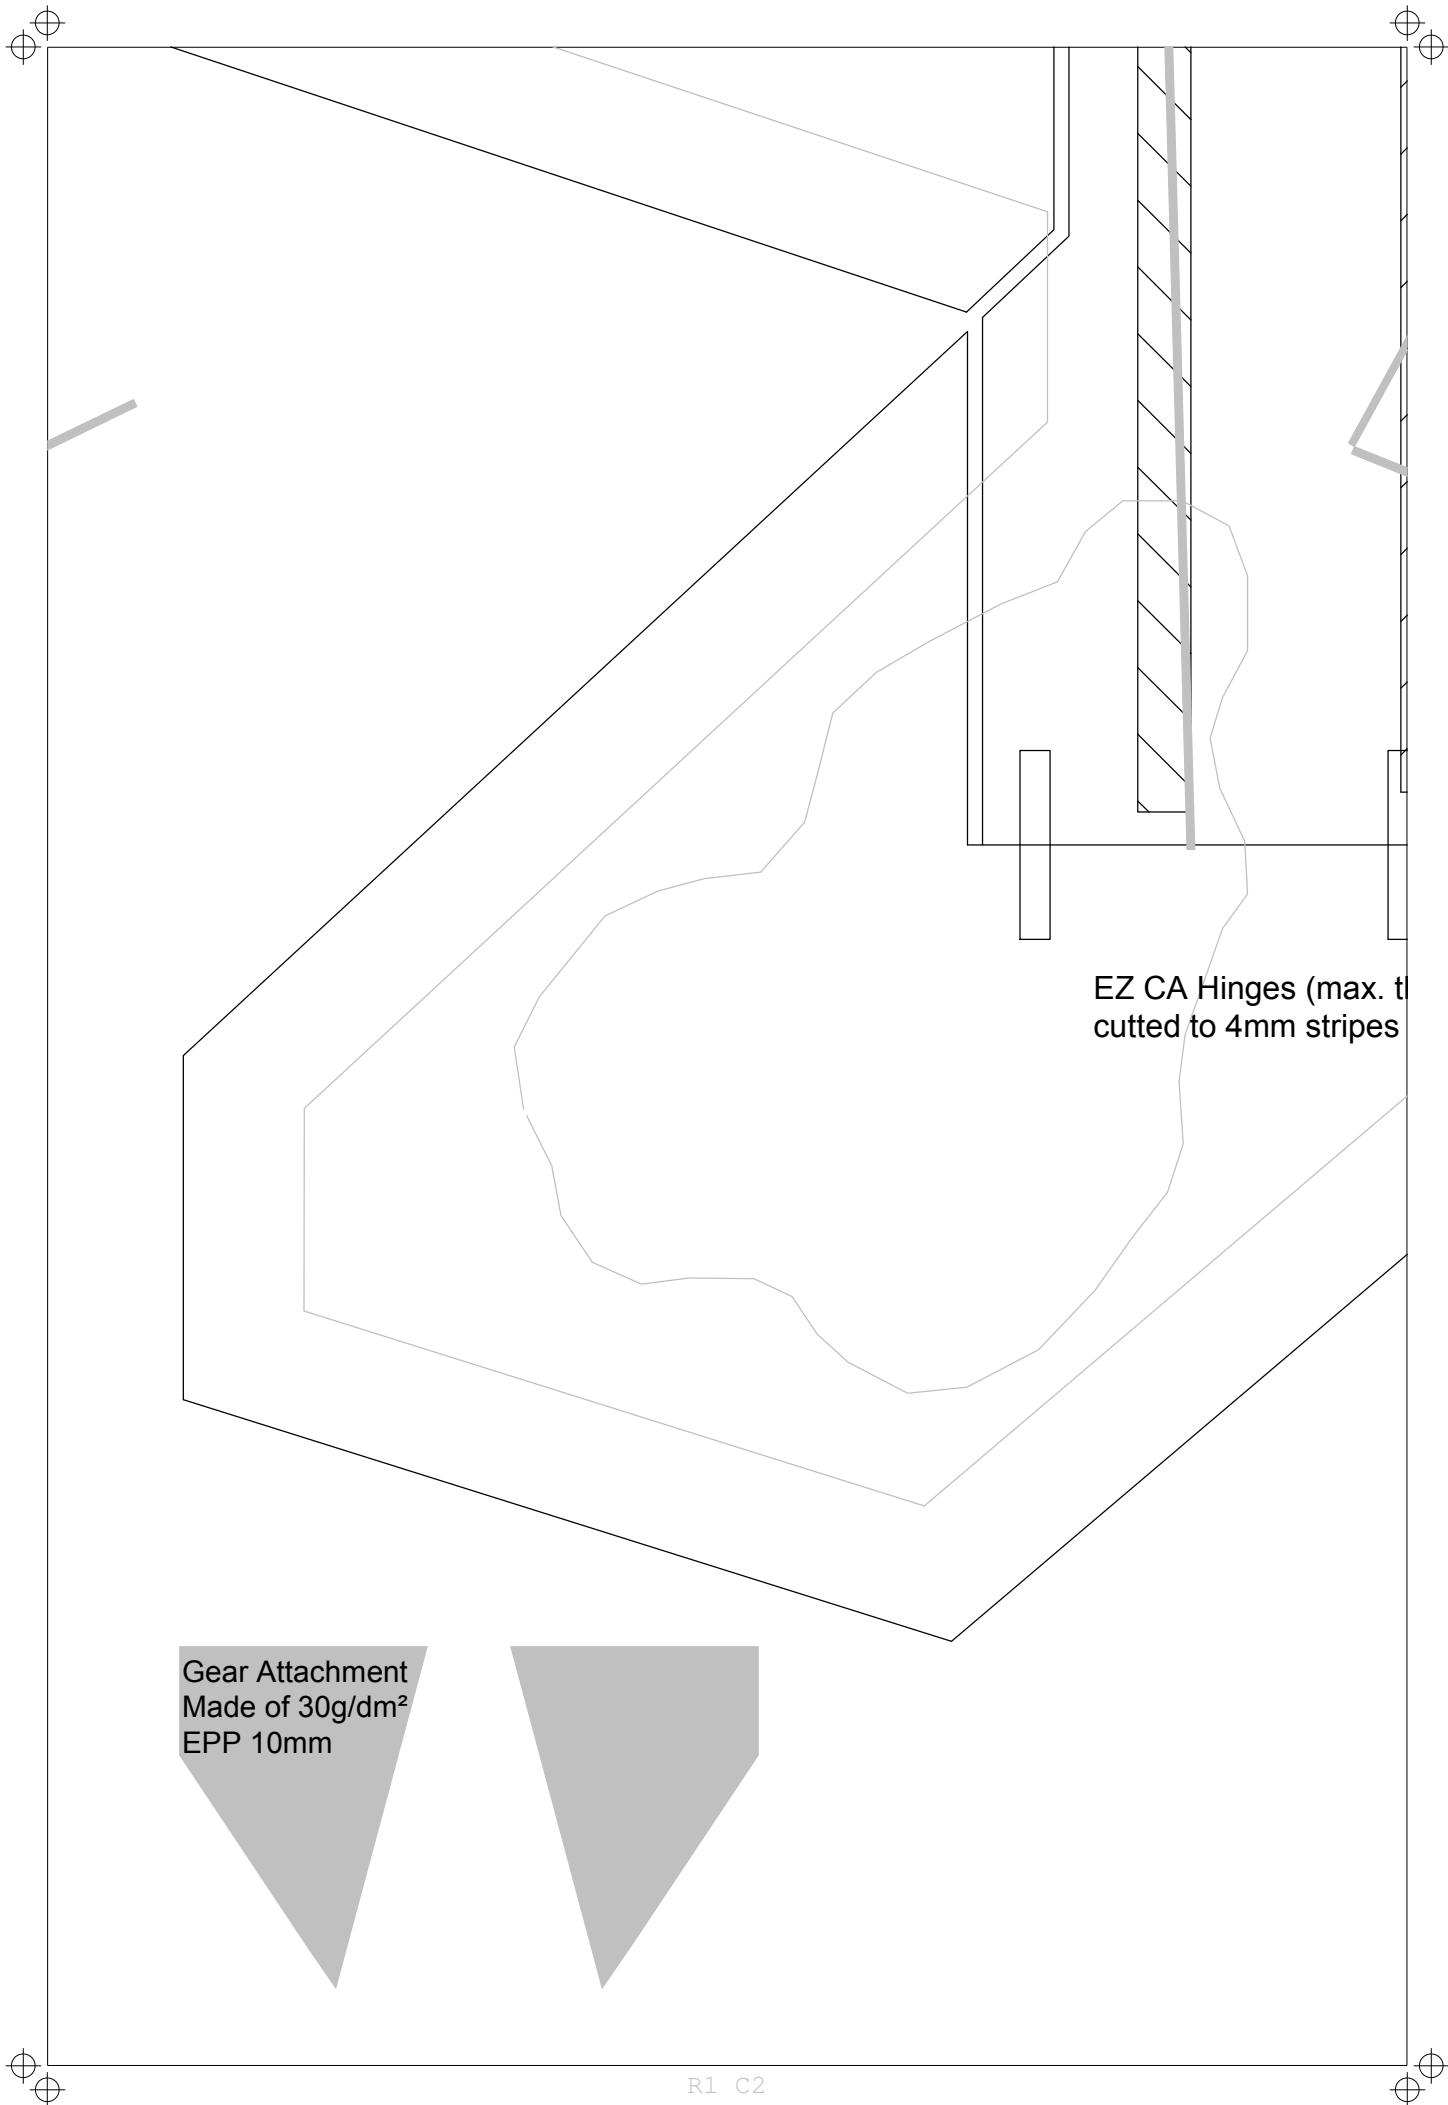 EZ CA Hinges (max.
cutted to 4mm stripes
Gear Attachment
Made of 30g/dm²
EPP 10mm
R1 C2